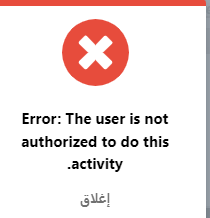 Error: The user is not
authorized to do this
.activity
إغلاق